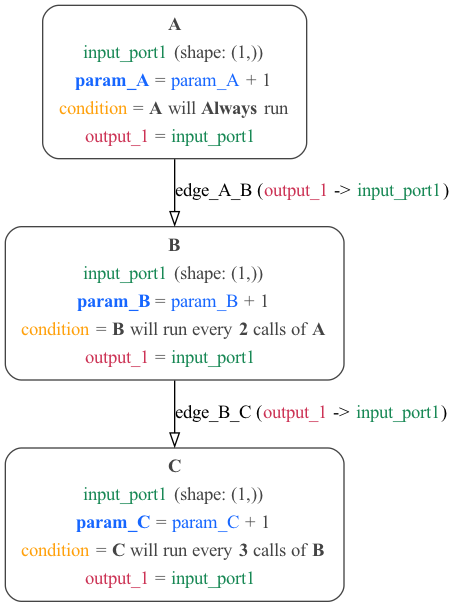 A
input_port1 (shape: (1,))
param_A = param_A + 1
condition = A will Always run
output_1 = input_port1
edge_A_B (output_1 -> input_port1)
B
input_port1 (shape: (1,))
param_B = param_B + 1
condition = B will run every 2 calls of A
output_1 = input_port1
edge_B_C (output_1 -> input_port1)
C
input_port1 (shape: (1,))
param_C = param_C + 1
condition = C will run every 3 calls of B
output_1 = input_port1